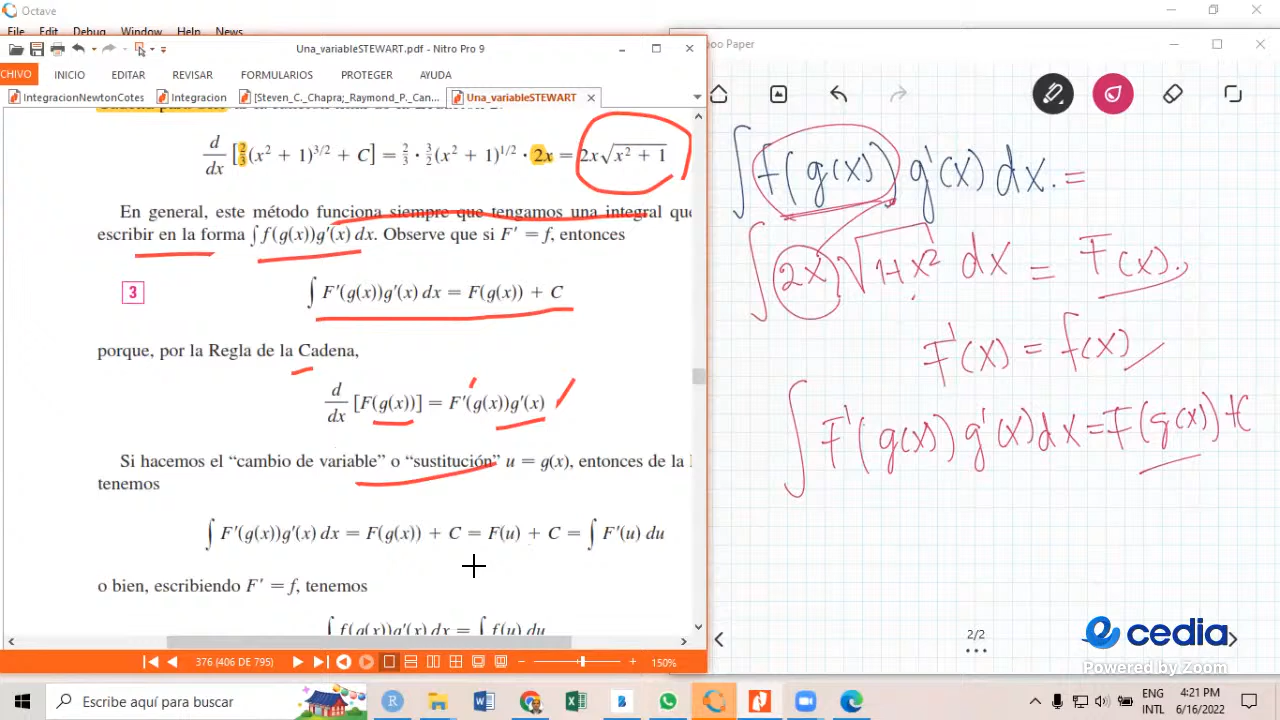 Octave
File Edit Debug Window Help News
Una_variableSTEWART.pdf - Nitro Pro 9
oo Paper
CHIVO INICIO EDITAR REVISAR FORMULARIOS PROTEGER AYUDA
IntegracionNewtonCotes Integracion [Steven_C._Chapra;_Raymond_P._Can... Una_variableSTEWART
d/dx [2/3(x² + 1)^3/2 + C] = 2/3 · 3/2(x² + 1)^1/2 · 2x = 2x√(x² + 1)
En general, este método funciona siempre que tengamos una integral que
escribir en la forma ∫ f(g(x))g′(x) dx. Observe que si F′ = f, entonces
3 ∫ F′(g(x))g′(x) dx = F(g(x)) + C
porque, por la Regla de la Cadena,
d/dx [F(g(x))] = F′(g(x))g′(x)
Si hacemos el “cambio de variable” o “sustitución” u = g(x), entonces de la
tenemos
∫ F′(g(x))g′(x) dx = F(g(x)) + C = F(u) + C = ∫ F′(u) du
o bien, escribiendo F′ = f, tenemos
∫ f(g(x))g′(x) dx = ∫ f(u) du
∫ f(g(x)) g'(x) dx. =
∫ 2x √(1+x²) dx = F(x).
F'(x) = f(x)
∫ F'(g(x)) g'(x) dx = F(g(x)) + C
2/2
cedia
Powered by Zoom
376 (406 DE 795) 150%
Buscar
ENG
INTL
4:21 PM
6/16/2022